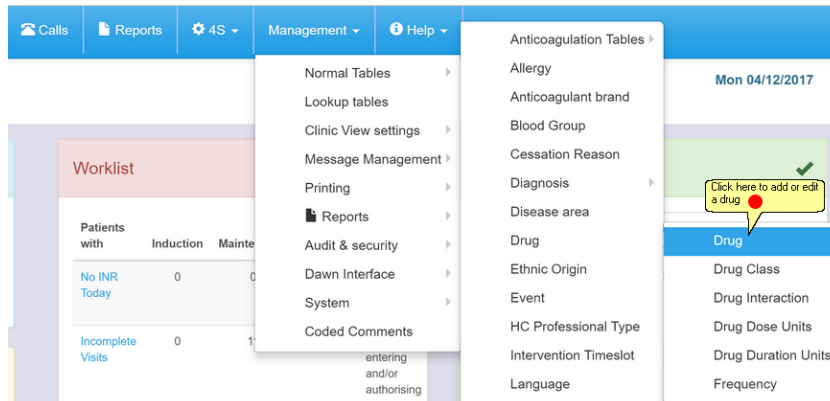 Calls Reports 4S Management Help
Mon 04/12/2017
Normal Tables
Lookup tables
Clinic View settings
Message Management
Printing
Reports
Audit & security
Dawn Interface
System
Coded Comments
Anticoagulation Tables
Allergy
Anticoagulant brand
Blood Group
Cessation Reason
Diagnosis
Disease area
Drug
Ethnic Origin
Event
HC Professional Type
Intervention Timeslot
Language
Click here to add or edit
a drug
Drug
Drug Class
Drug Interaction
Drug Dose Units
Drug Duration Units
Frequency
Worklist
Patients
with Induction
No INR 0 0
Today
Incomplete 0
Visits
entering
and/or
authorising